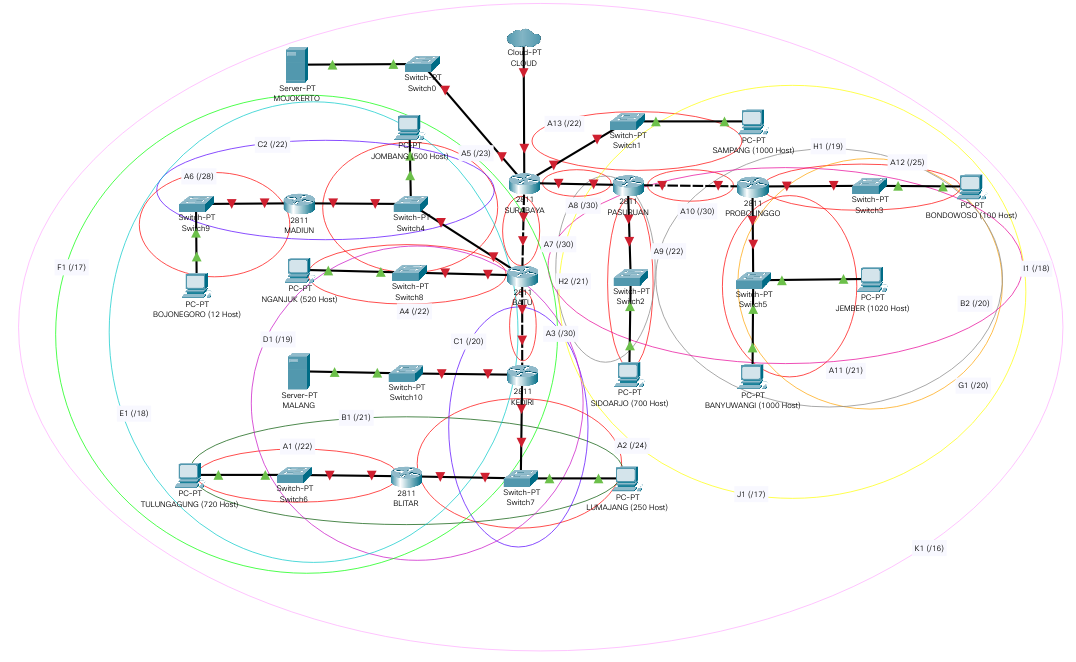 Cloud-PT
CLOUD
Server-PT
MOJOKERTO
Switch-PT
Switch0
A13 (/22)
Switch-PT
Switch1
PC-PT
SAMPANG (1000 Host)
C2 (/22)
PC-PT
JOMBANG (500 Host)
A5 (/23)
H1 (/19)
A12 (/25)
A6 (/28)
Switch-PT
Switch9
2811
MADIUN
Switch-PT
Switch4
2811
SURABAYA
A8 (/30)
2811
PASURUAN
A10 (/30)
2811
PROBOLINGGO
Switch-PT
Switch3
PC-PT
BONDOWOSO (100 Host)
A7 (/30)
A9 (/22)
F1 (/17)
I1 (/18)
PC-PT
NGANJUK (520 Host)
Switch-PT
Switch8
2811
BATU
H2 (/21)
Switch-PT
Switch2
Switch-PT
Switch5
PC-PT
JEMBER (1020 Host)
B2 (/20)
PC-PT
BOJONEGORO (12 Host)
A4 (/22)
D1 (/19)
C1 (/20)
A3 (/30)
Server-PT
MALANG
Switch-PT
Switch10
2811
KEDIRI
PC-PT
SIDOARJO (700 Host)
A11 (/21)
PC-PT
BANYUWANGI (1000 Host)
G1 (/20)
E1 (/18)
B1 (/21)
A1 (/22)
A2 (/24)
PC-PT
TULUNGAGUNG (720 Host)
Switch-PT
Switch6
2811
BLITAR
Switch-PT
Switch7
PC-PT
LUMAJANG (250 Host)
J1 (/17)
K1 (/16)